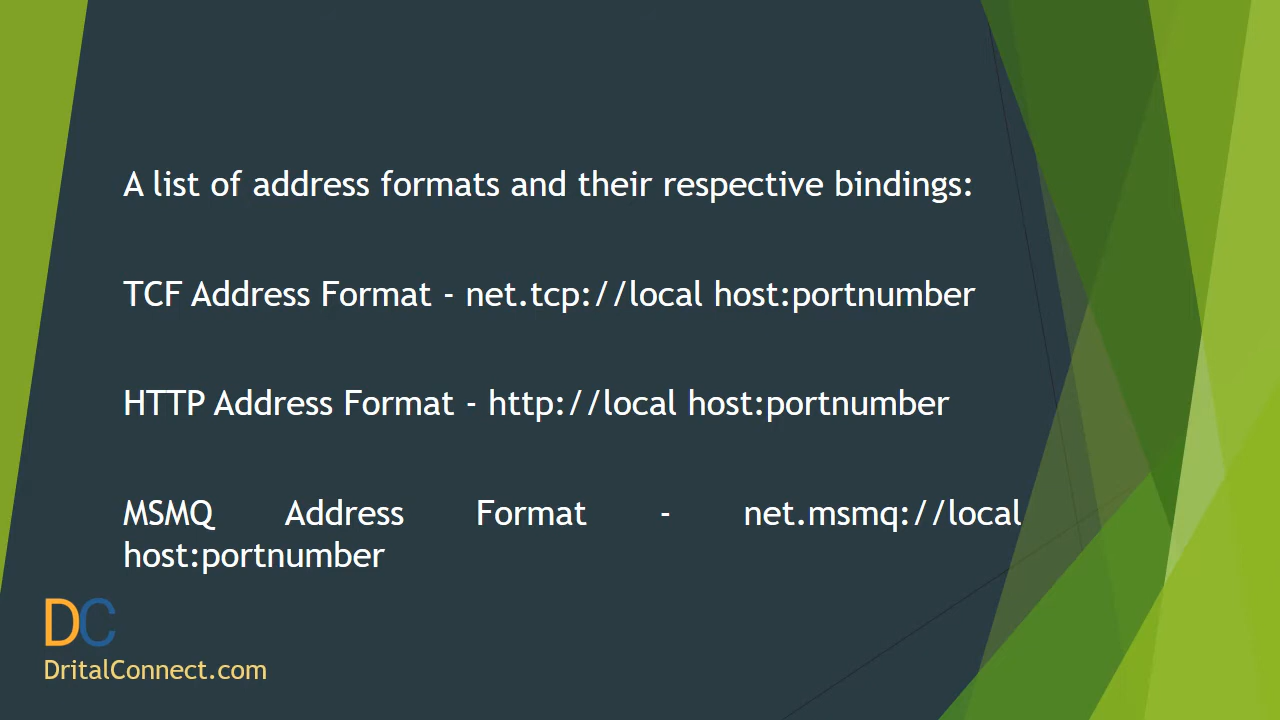 A list of address formats and their respective bindings:
TCF Address Format - net.tcp://local host:portnumber
HTTP Address Format - http://local host:portnumber
MSMQ Address Format - net.msmq://local
host:portnumber
DC
DritalConnect.com